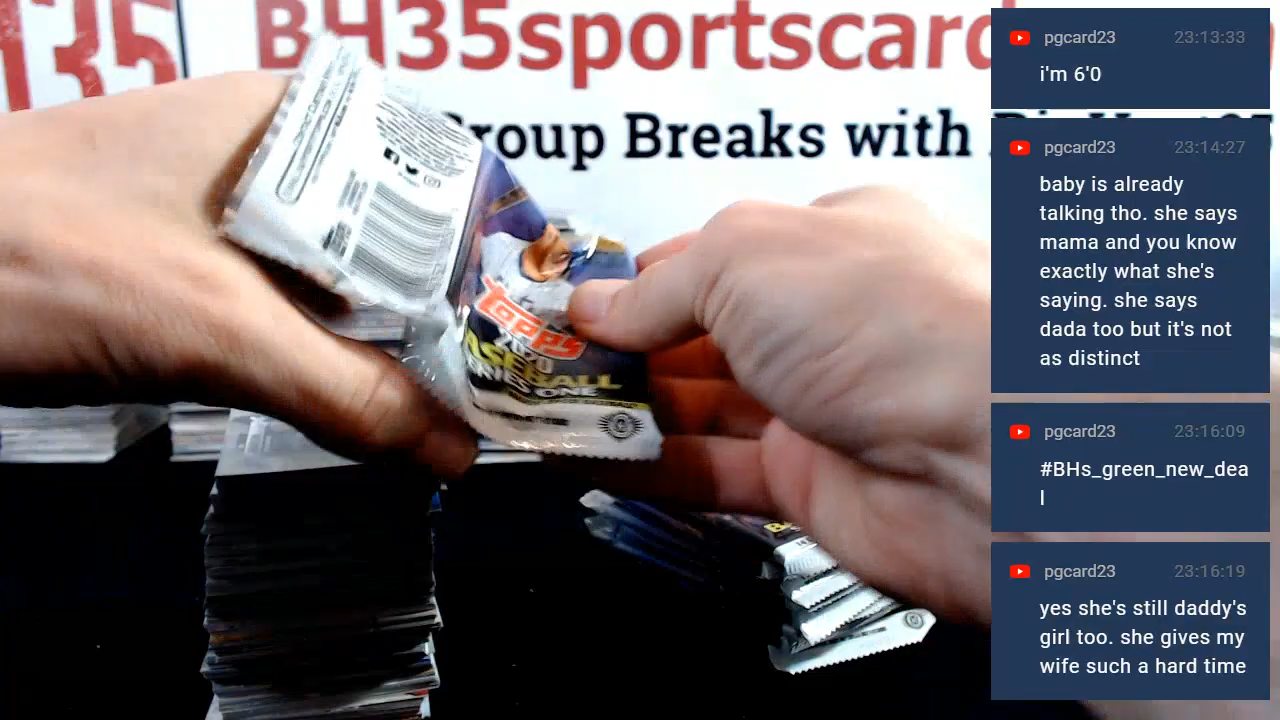 135
BH35sportscard
Group Breaks with
Topps
2020
BASEBALL
SERIES ONE
pgcard23 23:13:33
i'm 6'0
pgcard23 23:14:27
baby is already
talking tho. she says
mama and you know
exactly what she's
saying. she says
dada too but it's not
as distinct
pgcard23 23:16:09
#BHs_green_new_dea
l
pgcard23 23:16:19
yes she's still daddy's
girl too. she gives my
wife such a hard time